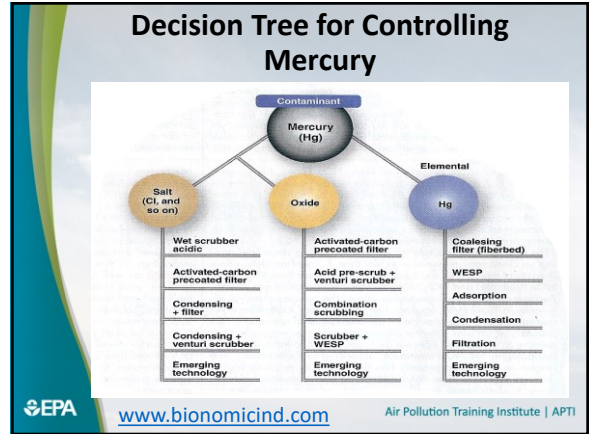 Decision Tree for Controlling
Mercury
Contaminant
Mercury
(Hg)
Elemental
Salt
(Cl, and
so on)
Oxide
Hg
Wet scrubber
acidic
Activated-carbon
precoated filter
Condensing
+ filter
Condensing +
venturi scrubber
Emerging
technology
Activated-carbon
precoated filter
Acid pre-scrub +
venturi scrubber
Combination
scrubbing
Scrubber +
WESP
Emerging
technology
Coalesing
filter (fiberbed)
WESP
Adsorption
Condensation
Filtration
Emerging
technology
EPA
www.bionomicind.com
Air Pollution Training Institute | APTI